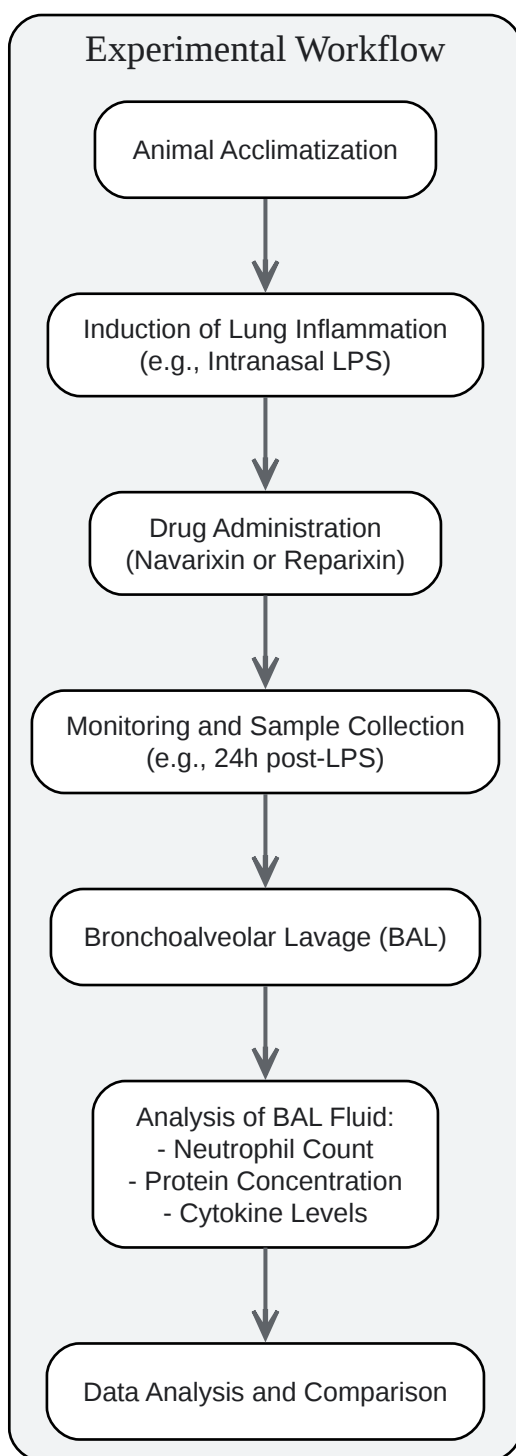 Experimental Workflow
Animal Acclimatization
Induction of Lung Inflammation
(e.g., Intranasal LPS)
Drug Administration
(Navarixin or Reparixin)
Monitoring and Sample Collection
(e.g., 24h post-LPS)
Bronchoalveolar Lavage (BAL)
Analysis of BAL Fluid:
- Neutrophil Count
- Protein Concentration
- Cytokine Levels
Data Analysis and Comparison